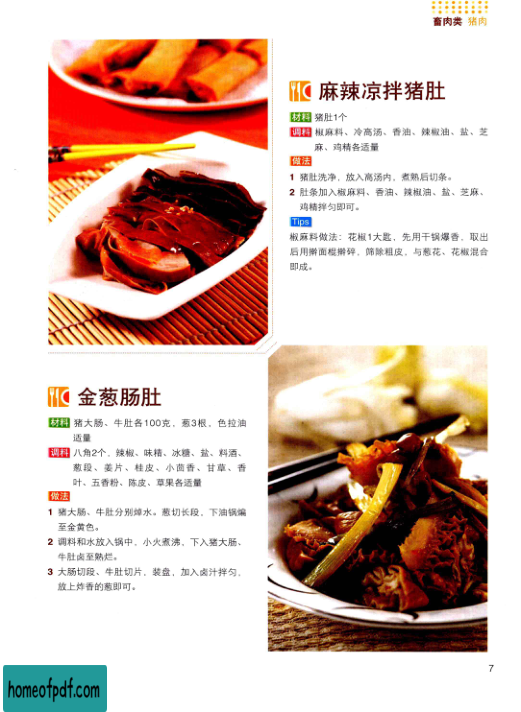 畜肉类 猪肉
麻辣凉拌猪肚
材料 猪肚1个
调料 椒麻料、冷高汤、香油、辣椒油、盐、芝
麻、鸡精各适量
做法
1 猪肚洗净，放入高汤内，煮熟后切条。
2 肚条加入椒麻料、香油、辣椒油、盐、芝麻、
鸡精拌匀即可。
Tips
椒麻料做法：花椒1大匙，先用干锅爆香，取出
后用擀面棍擀碎，筛除粗皮，与葱花、花椒混合
即成。
金葱肠肚
材料 猪大肠、牛肚各100克，葱3根，色拉油
适量
调料 八角2个，辣椒、味精、冰糖、盐、料酒、
葱段、姜片、桂皮、小茴香、甘草、香
叶、五香粉、陈皮、草果各适量
做法
1 猪大肠、牛肚分别焯水。葱切长段，下油锅煸
至金黄色。
2 调料和水放入锅中，小火煮沸，下入猪大肠、
牛肚卤至熟烂。
3 大肠切段、牛肚切片，装盘，加入卤汁拌匀，
放上炸香的葱即可。
7
homeofpdf.com